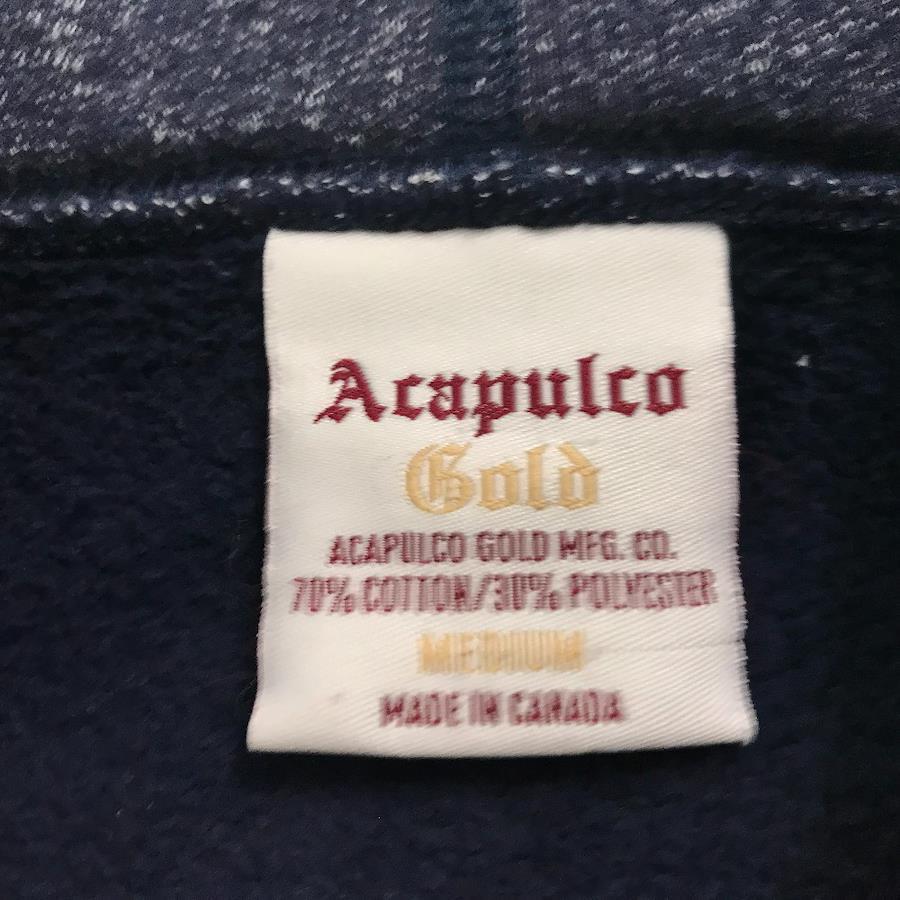 Acapulco
Gold
ACAPULCO GOLD MFG. CO.
70% COTTON/30% POLYESTER
MEDIUM
MADE IN CANADA